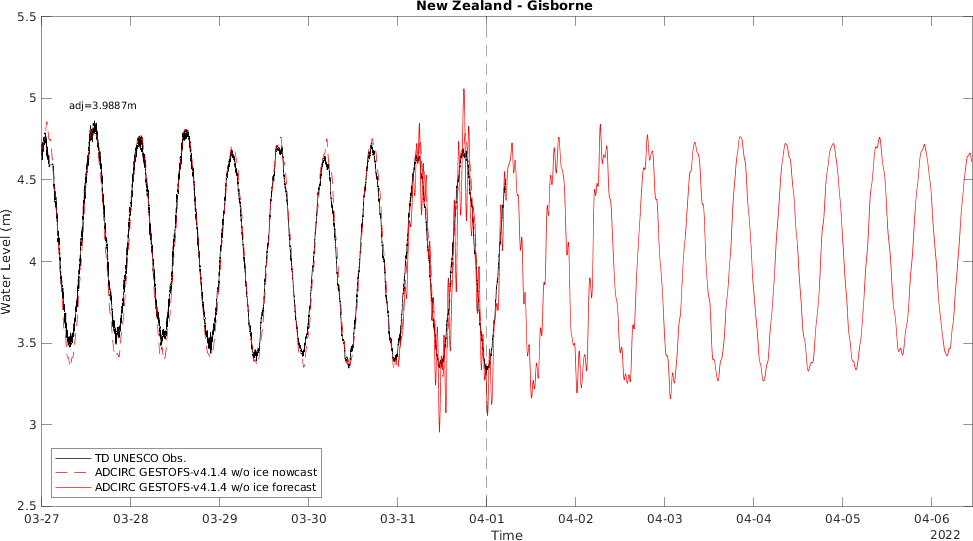 New Zealand - Gisborne
5.5
5
4.5
4
3.5
3
2.5
Water Level (m)
adj=3.9887m
TD UNESCO Obs.
ADCIRC GESTOFS-v4.1.4 w/o ice nowcast
ADCIRC GESTOFS-v4.1.4 w/o ice forecast
03-27 03-28 03-29 03-30 03-31 04-01 04-02 04-03 04-04 04-05 04-06
Time
2022